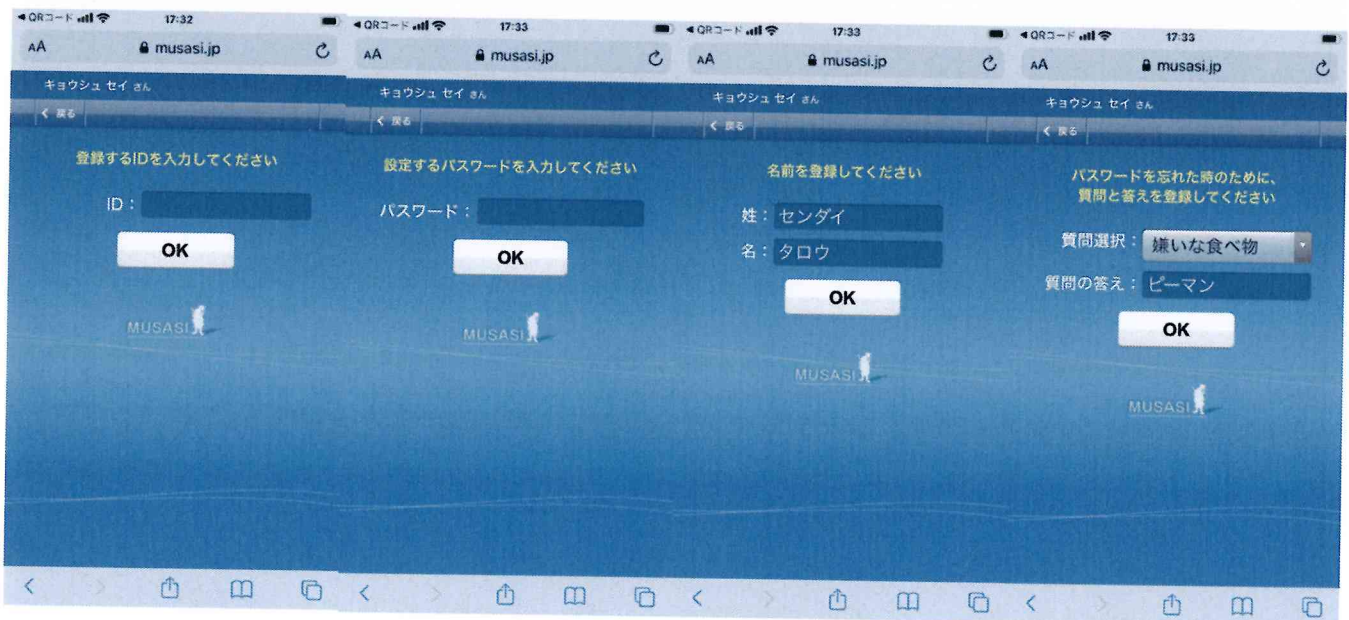 ◀QRコード
17:32
AA
musasi.jp
キョウシュ セイ さん
戻る
登録するIDを入力してください
ID:
OK
MUSASI
◀QRコード
17:33
AA
musasi.jp
キョウシュ セイ さん
戻る
設定するパスワードを入力してください
パスワード:
OK
MUSASI
◀QRコード
17:33
AA
musasi.jp
キョウシュ セイ さん
戻る
名前を登録してください
姓: センダイ
名: タロウ
OK
MUSASI
◀QRコード
17:33
AA
musasi.jp
キョウシュ セイ さん
戻る
パスワードを忘れた時のために、
質問と答えを登録してください
質問選択: 嫌いな食べ物
質問の答え: ピーマン
OK
MUSASI